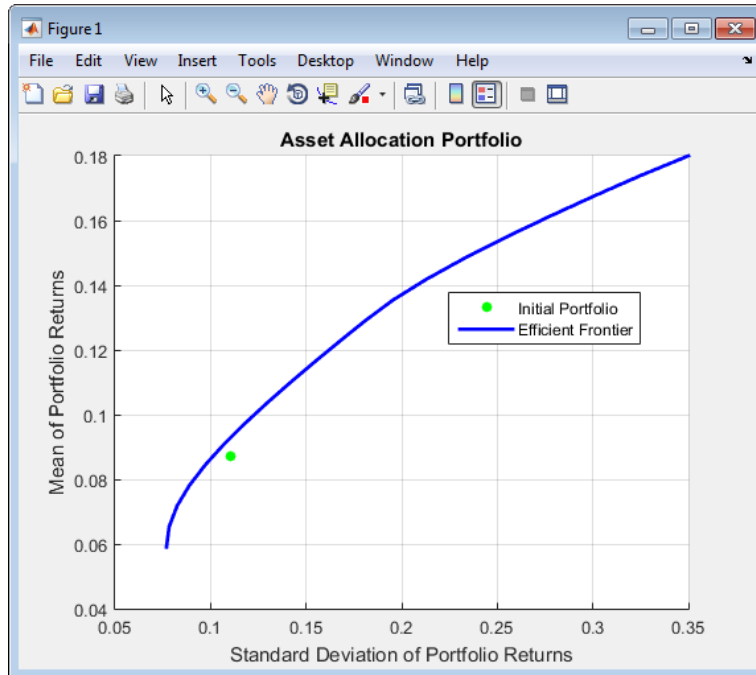 Figure 1
File Edit View Insert Tools Desktop Window Help
Asset Allocation Portfolio
0.18
0.16
0.14
0.12
0.1
0.08
0.06
0.04
Mean of Portfolio Returns
Initial Portfolio
Efficient Frontier
0.05 0.1 0.15 0.2 0.25 0.3 0.35
Standard Deviation of Portfolio Returns